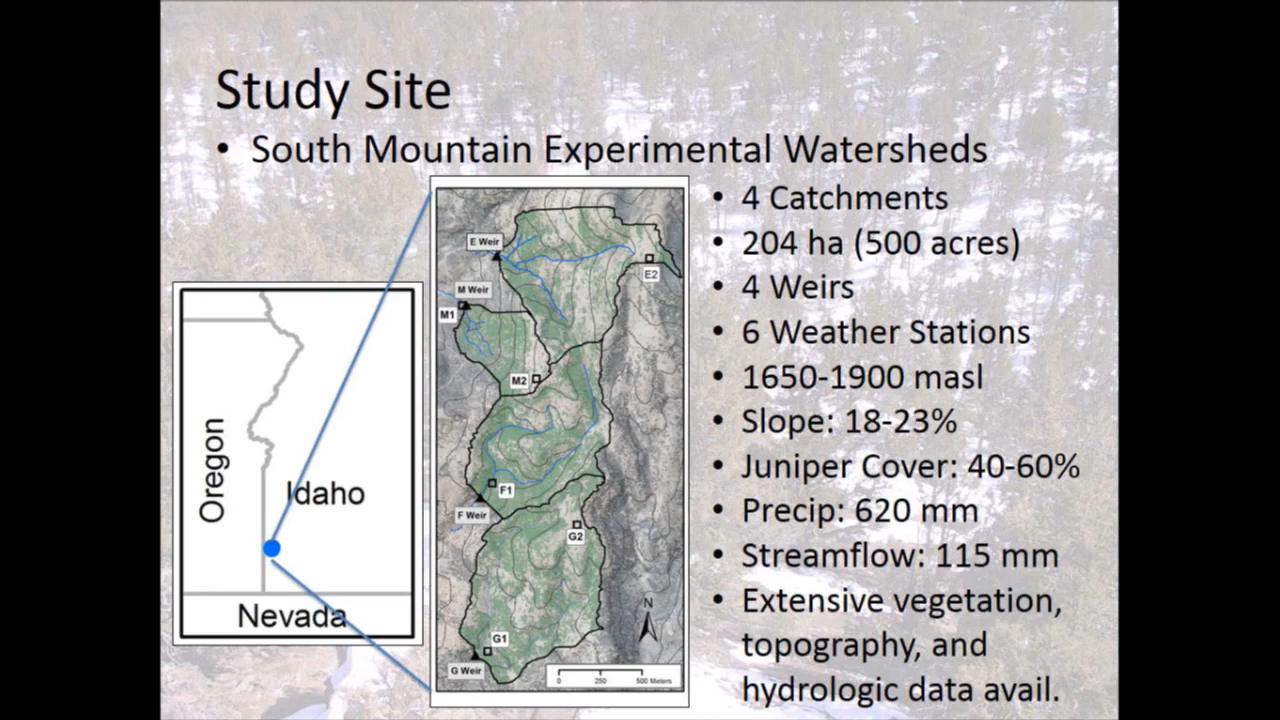 Study Site
• South Mountain Experimental Watersheds
Oregon
Idaho
Nevada
E Weir
E2
M Weir
M1
M2
F1
F Weir
G2
G1
G Weir
N
0 250 500 Meters
• 4 Catchments
• 204 ha (500 acres)
• 4 Weirs
• 6 Weather Stations
• 1650-1900 masl
• Slope: 18-23%
• Juniper Cover: 40-60%
• Precip: 620 mm
• Streamflow: 115 mm
• Extensive vegetation,
topography, and
hydrologic data avail.